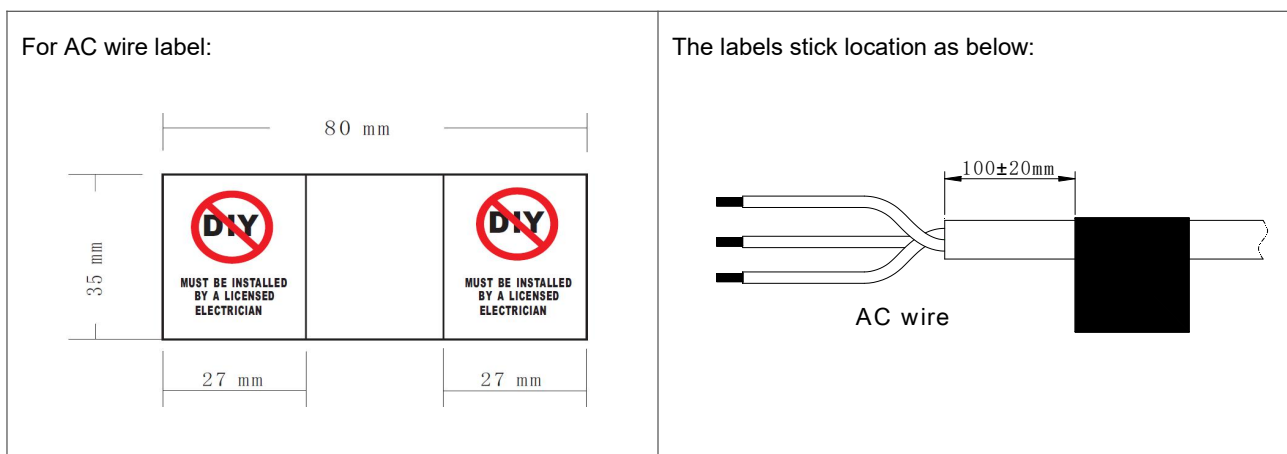 For AC wire label:
80 mm
35 mm
DIY
MUST BE INSTALLED
BY A LICENSED
ELECTRICIAN
DIY
MUST BE INSTALLED
BY A LICENSED
ELECTRICIAN
27 mm
27 mm
The labels stick location as below:
100±20mm
AC wire